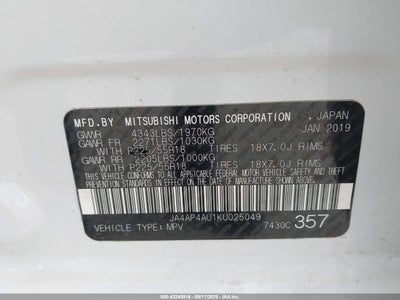 MFD.BY MITSUBISHI MOTORS CORPORATION . JAPAN
GVWR 4343LBS/1970KG JAN 2019
GAWR FR 2271LBS/1030KG
WITH P225/55R18 TIRES 18X7.0J RIMS
GAWR RR 2205LBS/1000KG
WITH P225/55R18 TIRES 18X7.0J RIMS
THIS VEHICLE CONFORMS TO ALL APPLICABLE
FEDERAL MOTOR VEHICLE SAFETY AND
THEFT PREVENTION STANDARDS IN EFFECT ON
THE DATE OF MANUFACTURE SHOWN ABOVE.
JA4AP4AU1KU025049
VEHICLE TYPE: MPV 7430C 357